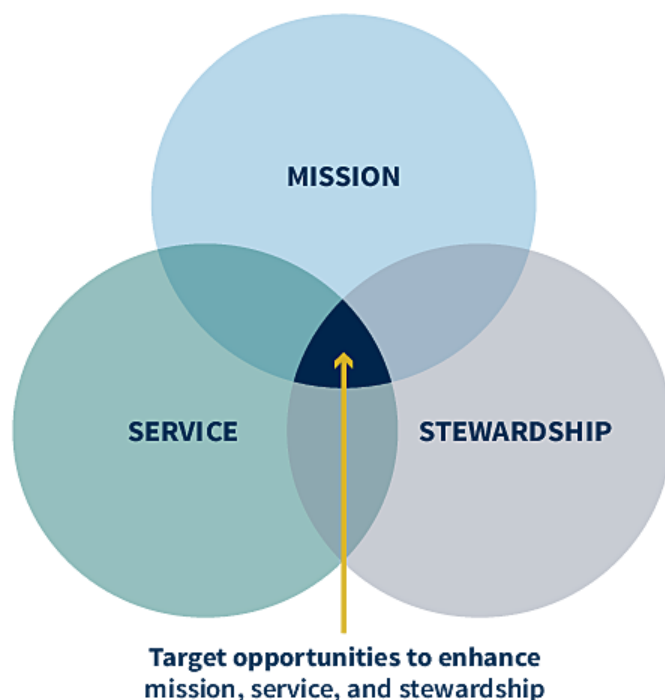 MISSION
SERVICE
STEWARDSHIP
Target opportunities to enhance
mission, service, and stewardship